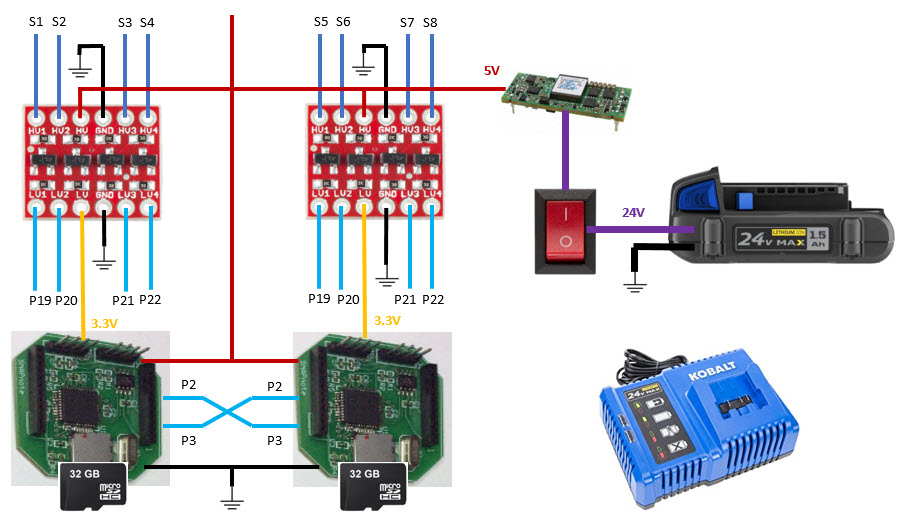 S1 S2 S3 S4
S5 S6 S7 S8
5V
HV1 HV2 HV GND HV3 HV4
HV1 HV2 HV GND HV3 HV4
LV1 LV2 LV GND LV3 LV4
LV1 LV2 LV GND LV3 LV4
24V
I
O
LITHIUM ION
24V MAX 1.5 Ah
P19 P20 P21 P22
P19 P20 P21 P22
3.3V
3.3V
P2 P2
P3 P3
KOBALT
24V MAX
32 GB
micro SD HC
32 GB
micro SD HC